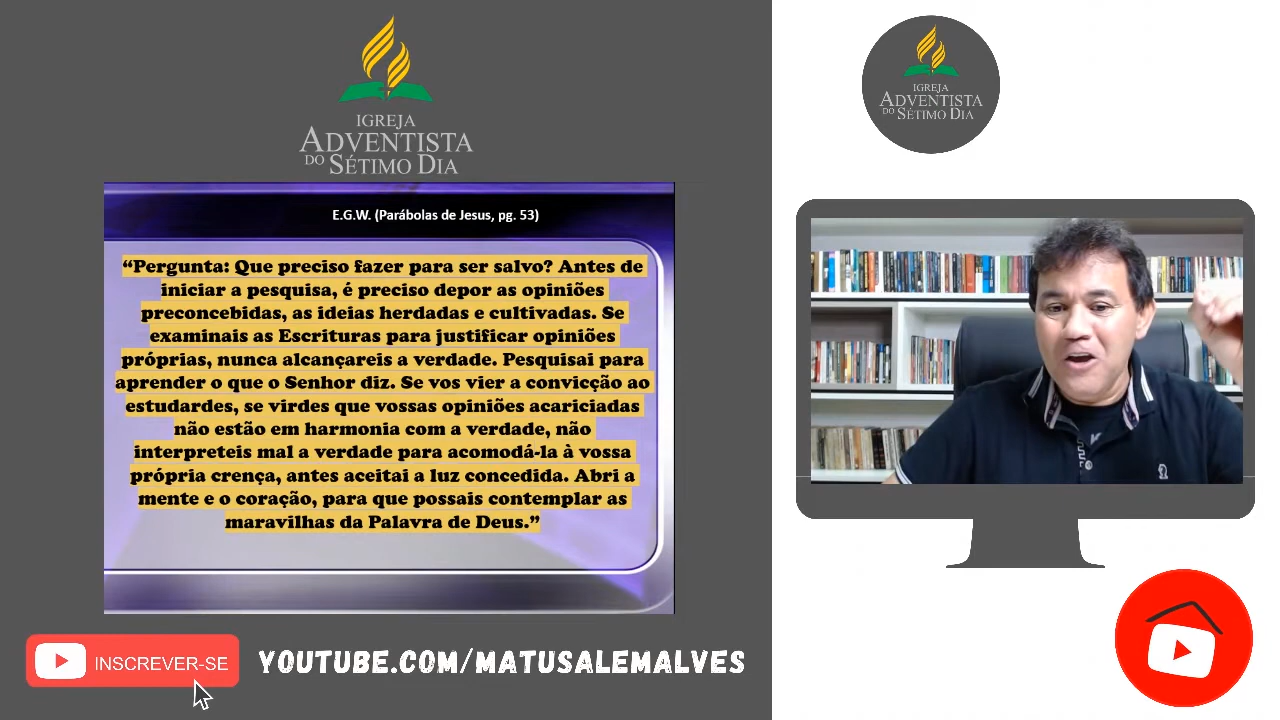 IGREJA
ADVENTISTA
DO SÉTIMO DIA
E.G.W. (Parábolas de Jesus, pg. 53)
“Pergunta: Que preciso fazer para ser salvo? Antes de
iniciar a pesquisa, é preciso depor as opiniões
preconcebidas, as ideias herdadas e cultivadas. Se
examinais as Escrituras para justificar opiniões
próprias, nunca alcançareis a verdade. Pesquisai para
aprender o que o Senhor diz. Se vos vier a convicção ao
estudardes, se virdes que vossas opiniões acariciadas
não estão em harmonia com a verdade, não
interpreteis mal a verdade para acomodá-la à vossa
própria crença, antes aceitai a luz concedida. Abri a
mente e o coração, para que possais contemplar as
maravilhas da Palavra de Deus.”
INSCREVER-SE
YOUTUBE.COM/MATUSALEMALVES
IGREJA
ADVENTISTA
DO SÉTIMO DIA